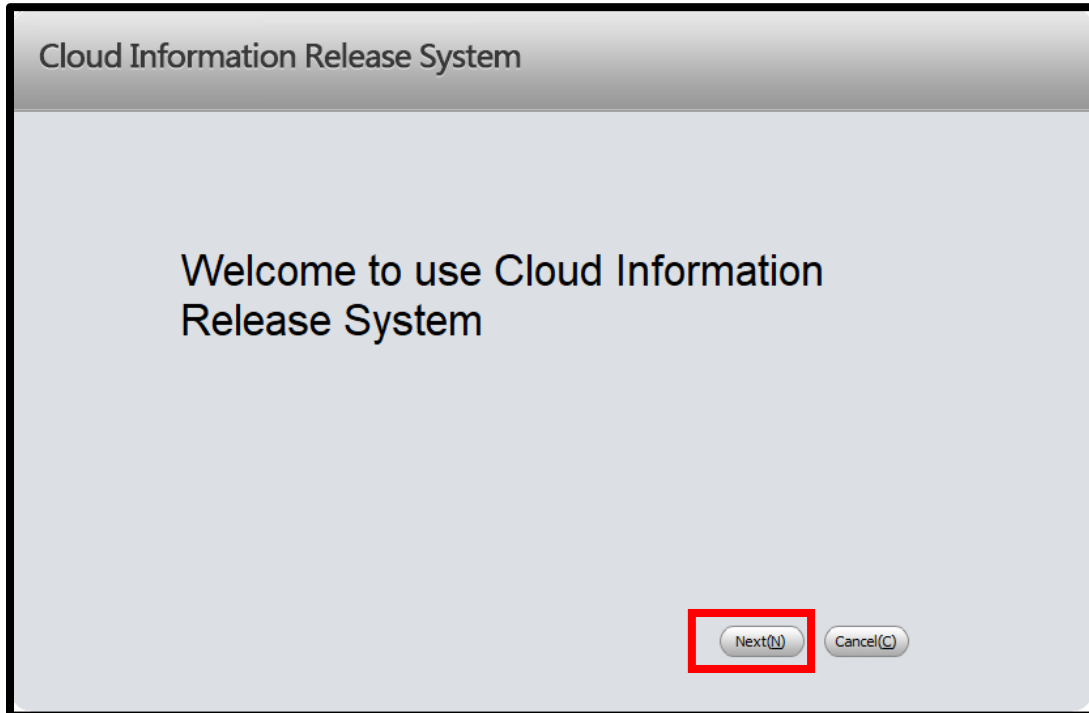 Cloud Information Release System
Welcome to use Cloud Information
Release System
Next(N) Cancel(C)